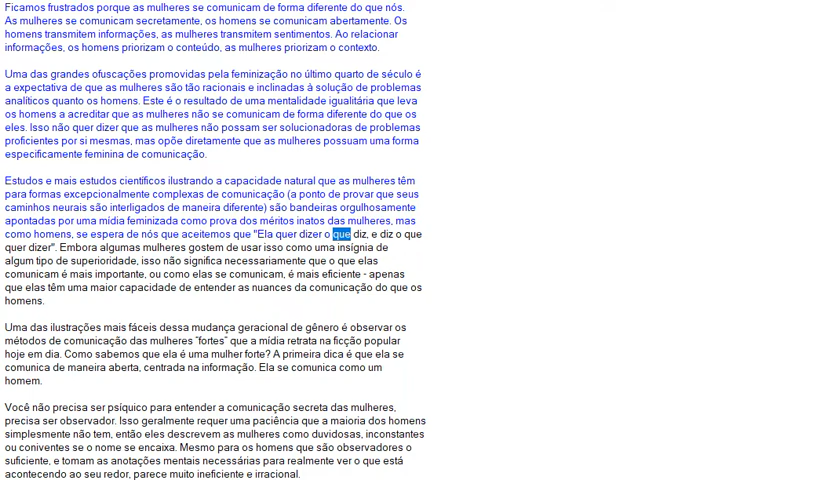 Ficamos frustrados porque as mulheres se comunicam de forma diferente do que nós.
As mulheres se comunicam secretamente, os homens se comunicam abertamente. Os
homens transmitem informações, as mulheres transmitem sentimentos. Ao relacionar
informações, os homens priorizam o conteúdo, as mulheres priorizam o contexto.
Uma das grandes ofuscações promovidas pela feminização no último quarto de século é
a expectativa de que as mulheres são tão racionais e inclinadas à solução de problemas
analíticos quanto os homens. Este é o resultado de uma mentalidade igualitária que leva
os homens a acreditar que as mulheres não se comunicam de forma diferente do que os
eles. Isso não quer dizer que as mulheres não possam ser solucionadoras de problemas
proficientes por si mesmas, mas opõe diretamente que as mulheres possuam uma forma
especificamente feminina de comunicação.
Estudos e mais estudos científicos ilustrando a capacidade natural que as mulheres têm
para formas excepcionalmente complexas de comunicação (a ponto de provar que seus
caminhos neurais são interligados de maneira diferente) são bandeiras orgulhosamente
apontadas por uma mídia feminizada como prova dos méritos inatos das mulheres, mas
como homens, se espera de nós que aceitemos que "Ela quer dizer o que diz, e diz o que
quer dizer". Embora algumas mulheres gostem de usar isso como uma insígnia de
algum tipo de superioridade, isso não significa necessariamente que o que elas
comunicam é mais importante, ou como elas se comunicam, é mais eficiente - apenas
que elas têm uma maior capacidade de entender as nuances da comunicação do que os
homens.
Uma das ilustrações mais fáceis dessa mudança geracional de gênero é observar os
métodos de comunicação das mulheres "fortes" que a mídia retrata na ficção popular
hoje em dia. Como sabemos que ela é uma mulher forte? A primeira dica é que ela se
comunica de maneira aberta, centrada na informação. Ela se comunica como um
homem.
Você não precisa ser psíquico para entender a comunicação secreta das mulheres,
precisa ser observador. Isso geralmente requer uma paciência que a maioria dos homens
simplesmente não tem, então eles descrevem as mulheres como duvidosas, inconstantes
ou coniventes se o nome se encaixa. Mesmo para os homens que são observadores o
suficiente, e tomam as anotações mentais necessárias para realmente ver o que está
acontecendo ao seu redor, parece muito ineficiente e irracional.